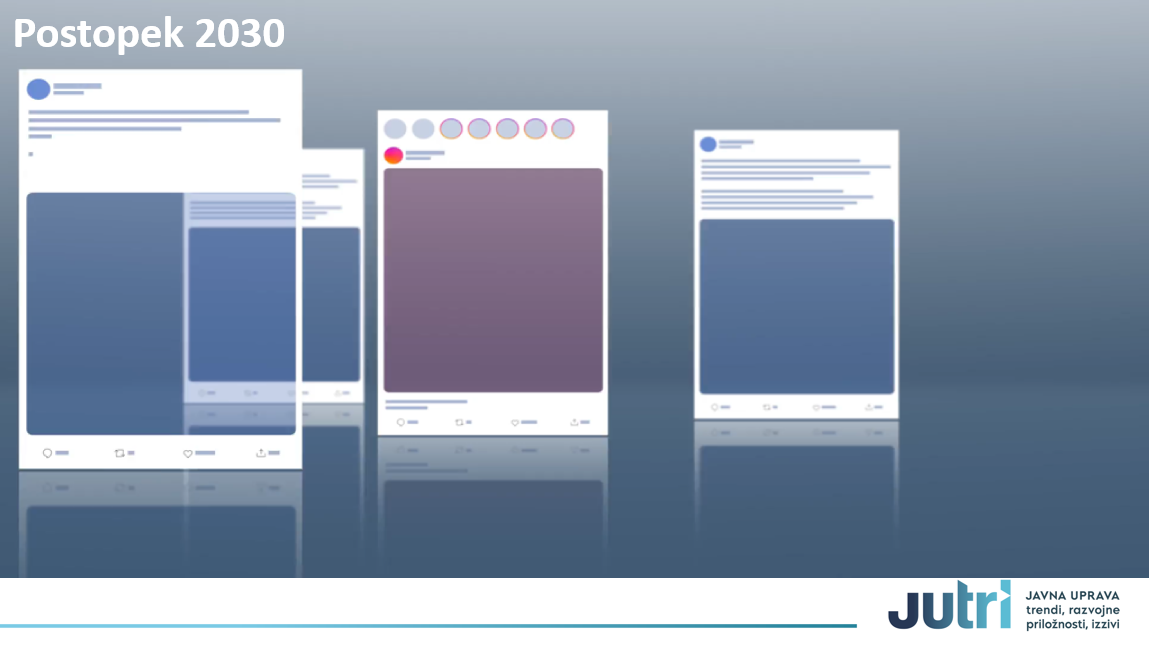 Postopek 2030
jutri
JAVNA UPRAVA
trendi, razvojne
priložnosti, izzivi